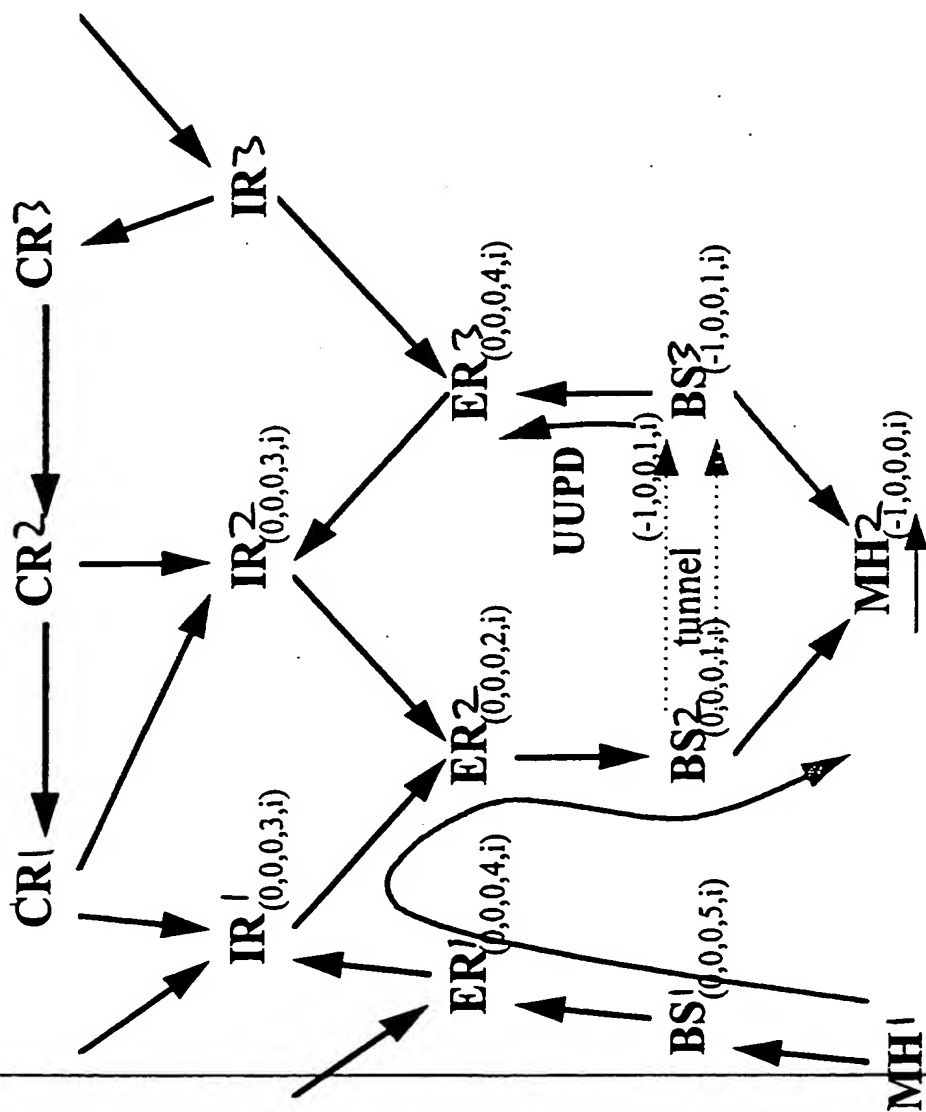 CR1 CR2 CR3
IR1(0,0,0,3,i) IR2(0,0,0,3,i) IR3
ER1(0,0,0,4,i) ER2(0,0,0,2,i) ER3(0,0,0,4,i)
UUPD
(-1,0,0,1,i)
tunnel
BS1(0,0,0,5,i) BS2(0,0,0,1,i) BS3(-1,0,0,1,i)
MH1 MH2(-1,0,0,0,i)